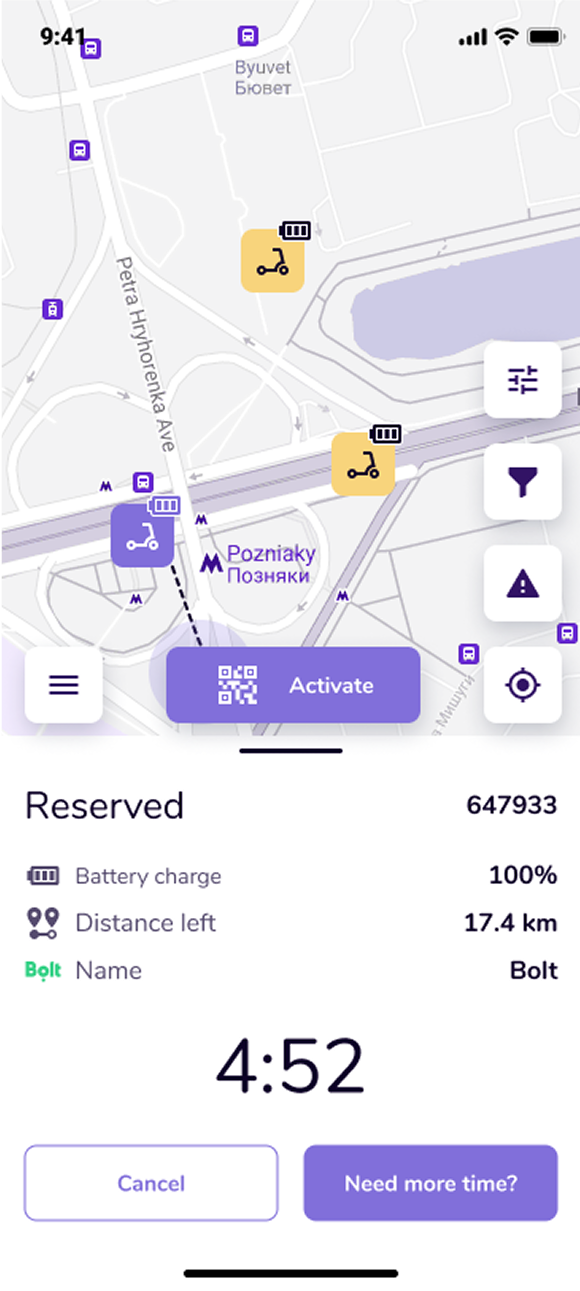 9:41
Byuvet
Бювет
Petra Hryhorenka Ave
Pozniaky
Позняки
а Мишуги
Activate
Reserved
647933
Battery charge
100%
Distance left
17.4 km
Bolt
Name
Bolt
4:52
Cancel
Need more time?